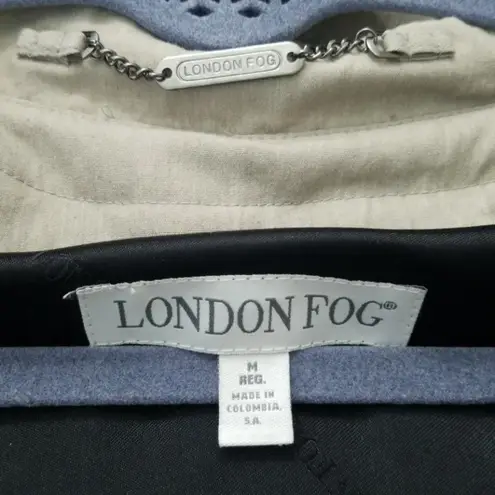 LONDON FOG
LONDON FOG®
M
REG.
MADE IN
COLOMBIA,
S.A.